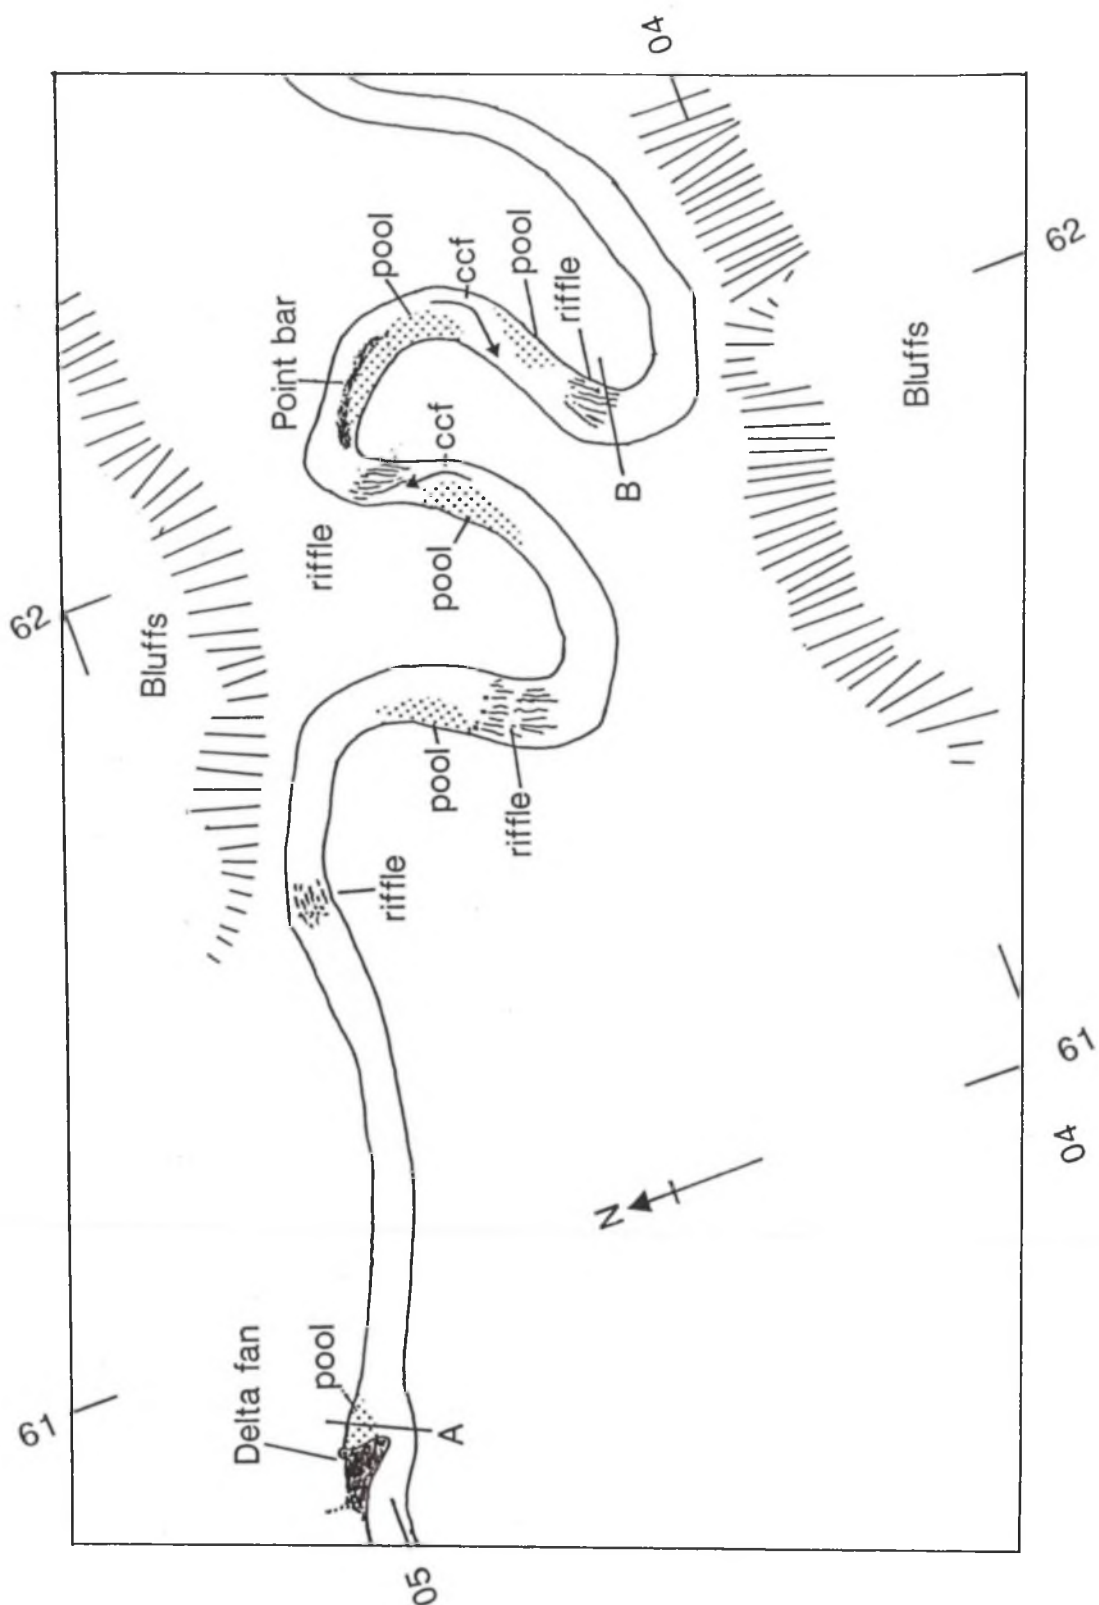 04
62
Bluffs
Point bar
pool
ccf
pool
riffle
B
62
Bluffs
riffle
ccf
pool
pool
riffle
riffle
61
Delta fan
pool
A
05
N
61
04